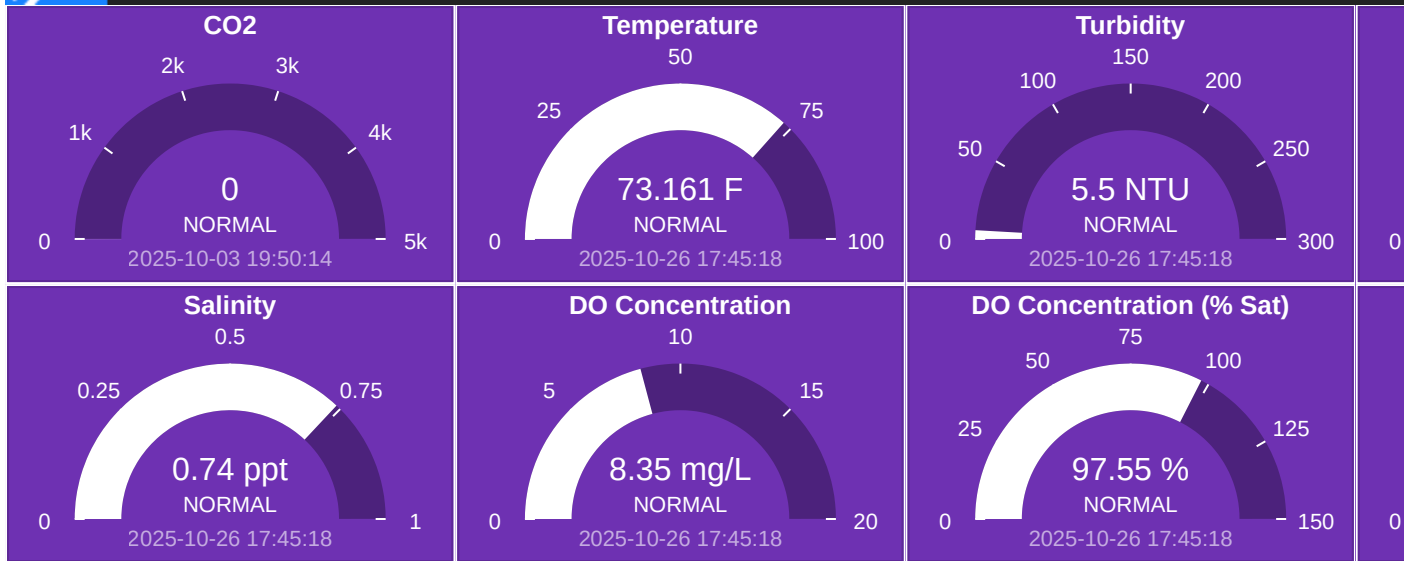 CO2
2k
3k
1k
4k
0
NORMAL
0
5k
2025-10-03 19:50:14
Temperature
50
25
75
73.161 F
NORMAL
0
100
2025-10-26 17:45:18
Turbidity
150
100
200
50
250
5.5 NTU
NORMAL
0
300
2025-10-26 17:45:18
0
Salinity
0.5
0.25
0.75
0.74 ppt
NORMAL
0
1
2025-10-26 17:45:18
DO Concentration
10
5
15
8.35 mg/L
NORMAL
0
20
2025-10-26 17:45:18
DO Concentration (% Sat)
75
50
100
25
125
97.55 %
NORMAL
0
150
2025-10-26 17:45:18
0